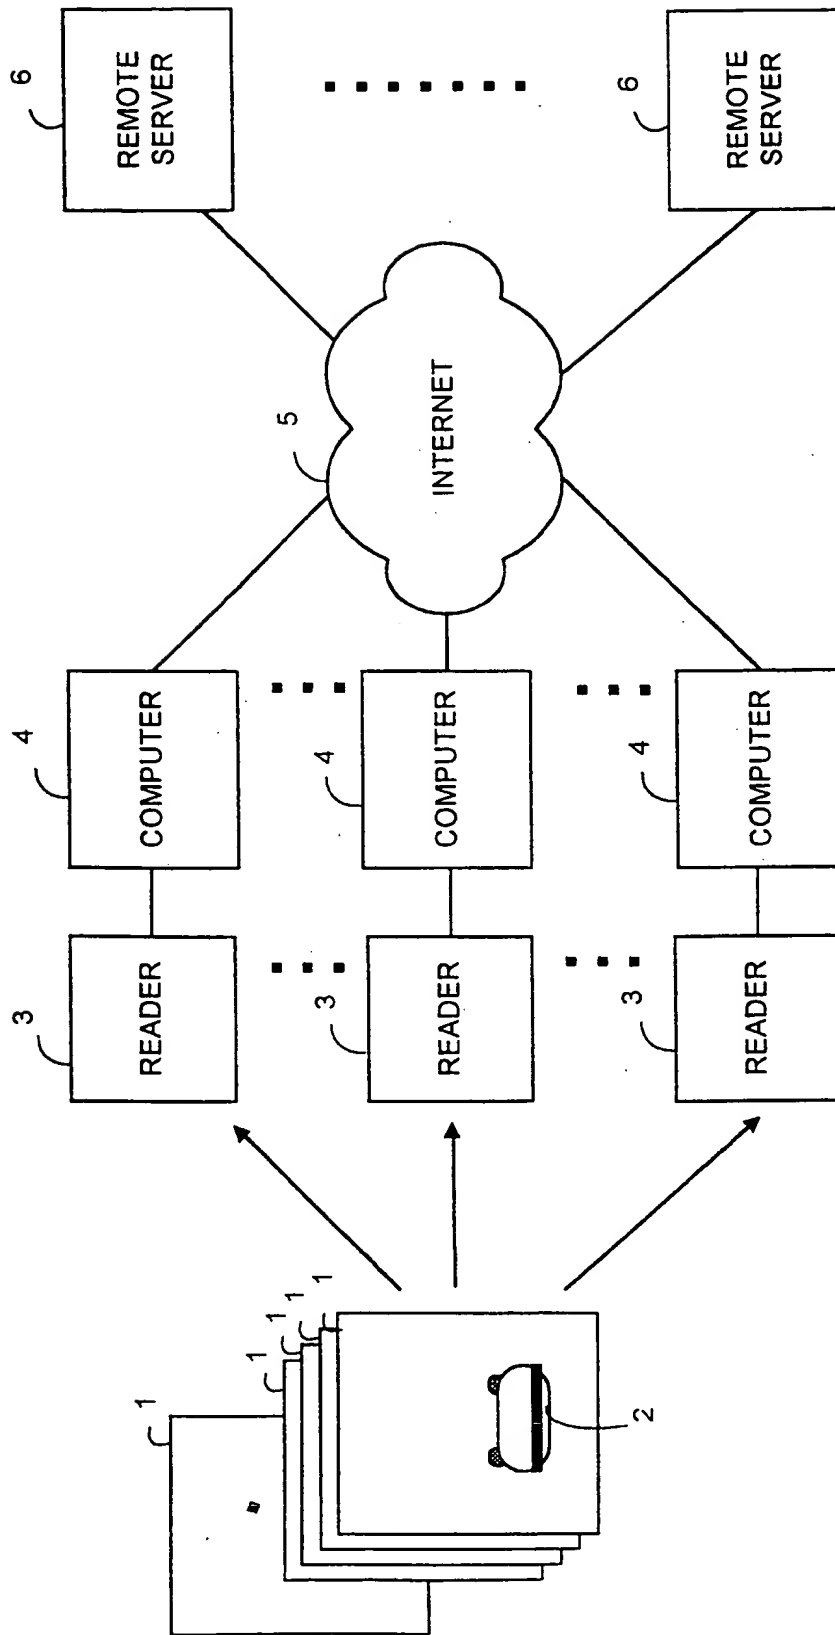 3
4
6
REMOTE
SERVER
1
READER
COMPUTER
1
1
1
1
5
3
4
INTERNET
READER
COMPUTER
3
4
6
2
REMOTE
SERVER
READER
COMPUTER